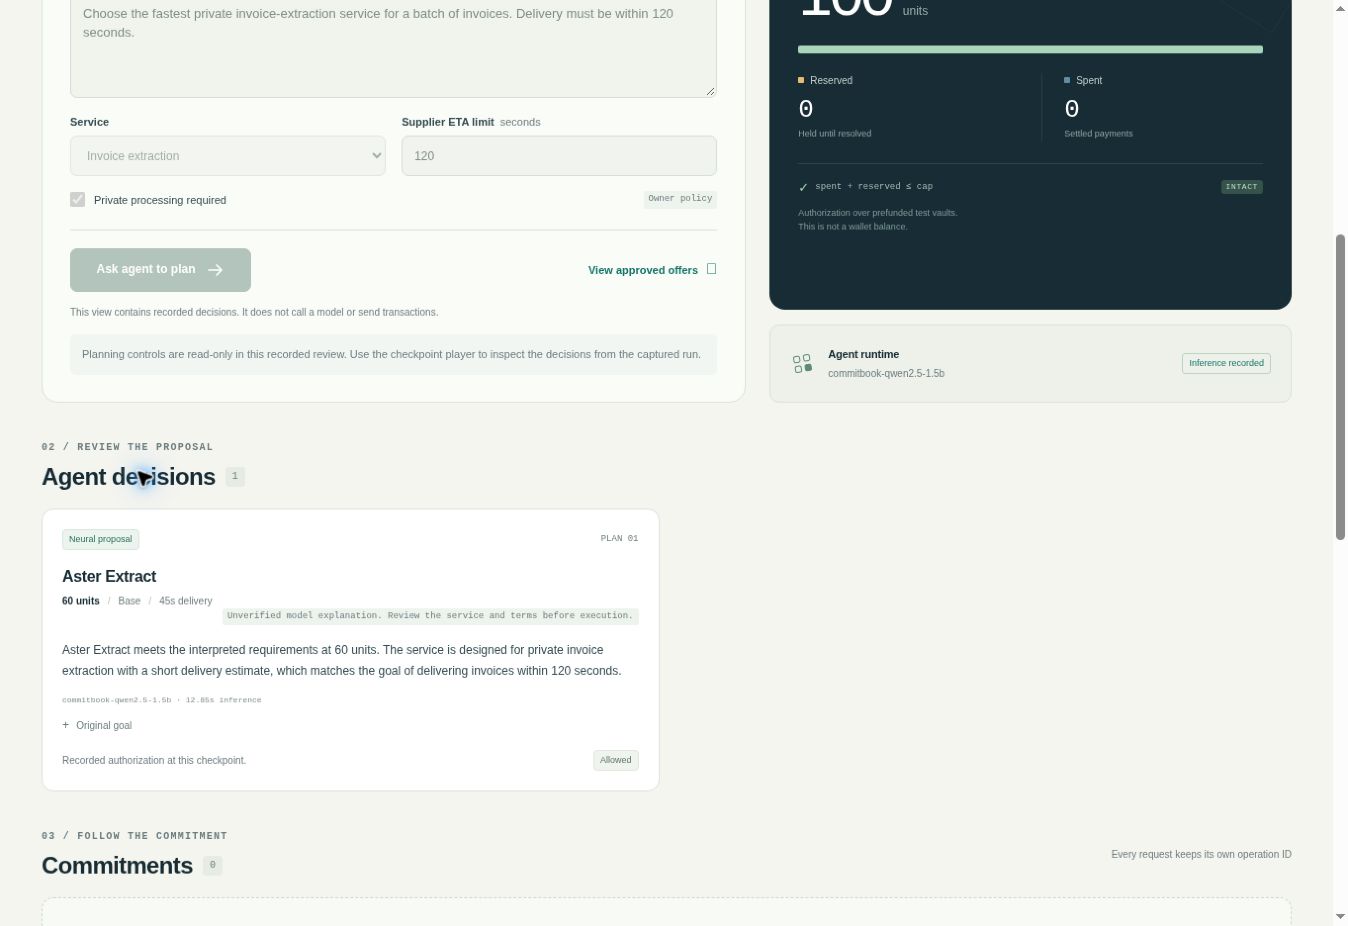 Choose the fastest private invoice-extraction service for a batch of invoices. Delivery must be within 120
seconds.
Service
Supplier ETA limit seconds
Invoice extraction
120
Private processing required
Owner policy
Ask agent to plan
View approved offers
This view contains recorded decisions. It does not call a model or send transactions.
Planning controls are read-only in this recorded review. Use the checkpoint player to inspect the decisions from the captured run.
100 units
Reserved
Spent
0
0
Held until resolved
Settled payments
✓ spent + reserved ≤ cap
INTACT
Authorization over prefunded test vaults.
This is not a wallet balance.
Agent runtime
commitbook-qwen2.5-1.5b
Inference recorded
02 / REVIEW THE PROPOSAL
Agent decisions 1
Neural proposal
PLAN 01
Aster Extract
60 units / Base / 45s delivery
Unverified model explanation. Review the service and terms before execution.
Aster Extract meets the interpreted requirements at 60 units. The service is designed for private invoice
extraction with a short delivery estimate, which matches the goal of delivering invoices within 120 seconds.
commitbook-qwen2.5-1.5b · 12.85s inference
+ Original goal
Recorded authorization at this checkpoint.
Allowed
03 / FOLLOW THE COMMITMENT
Commitments 0
Every request keeps its own operation ID